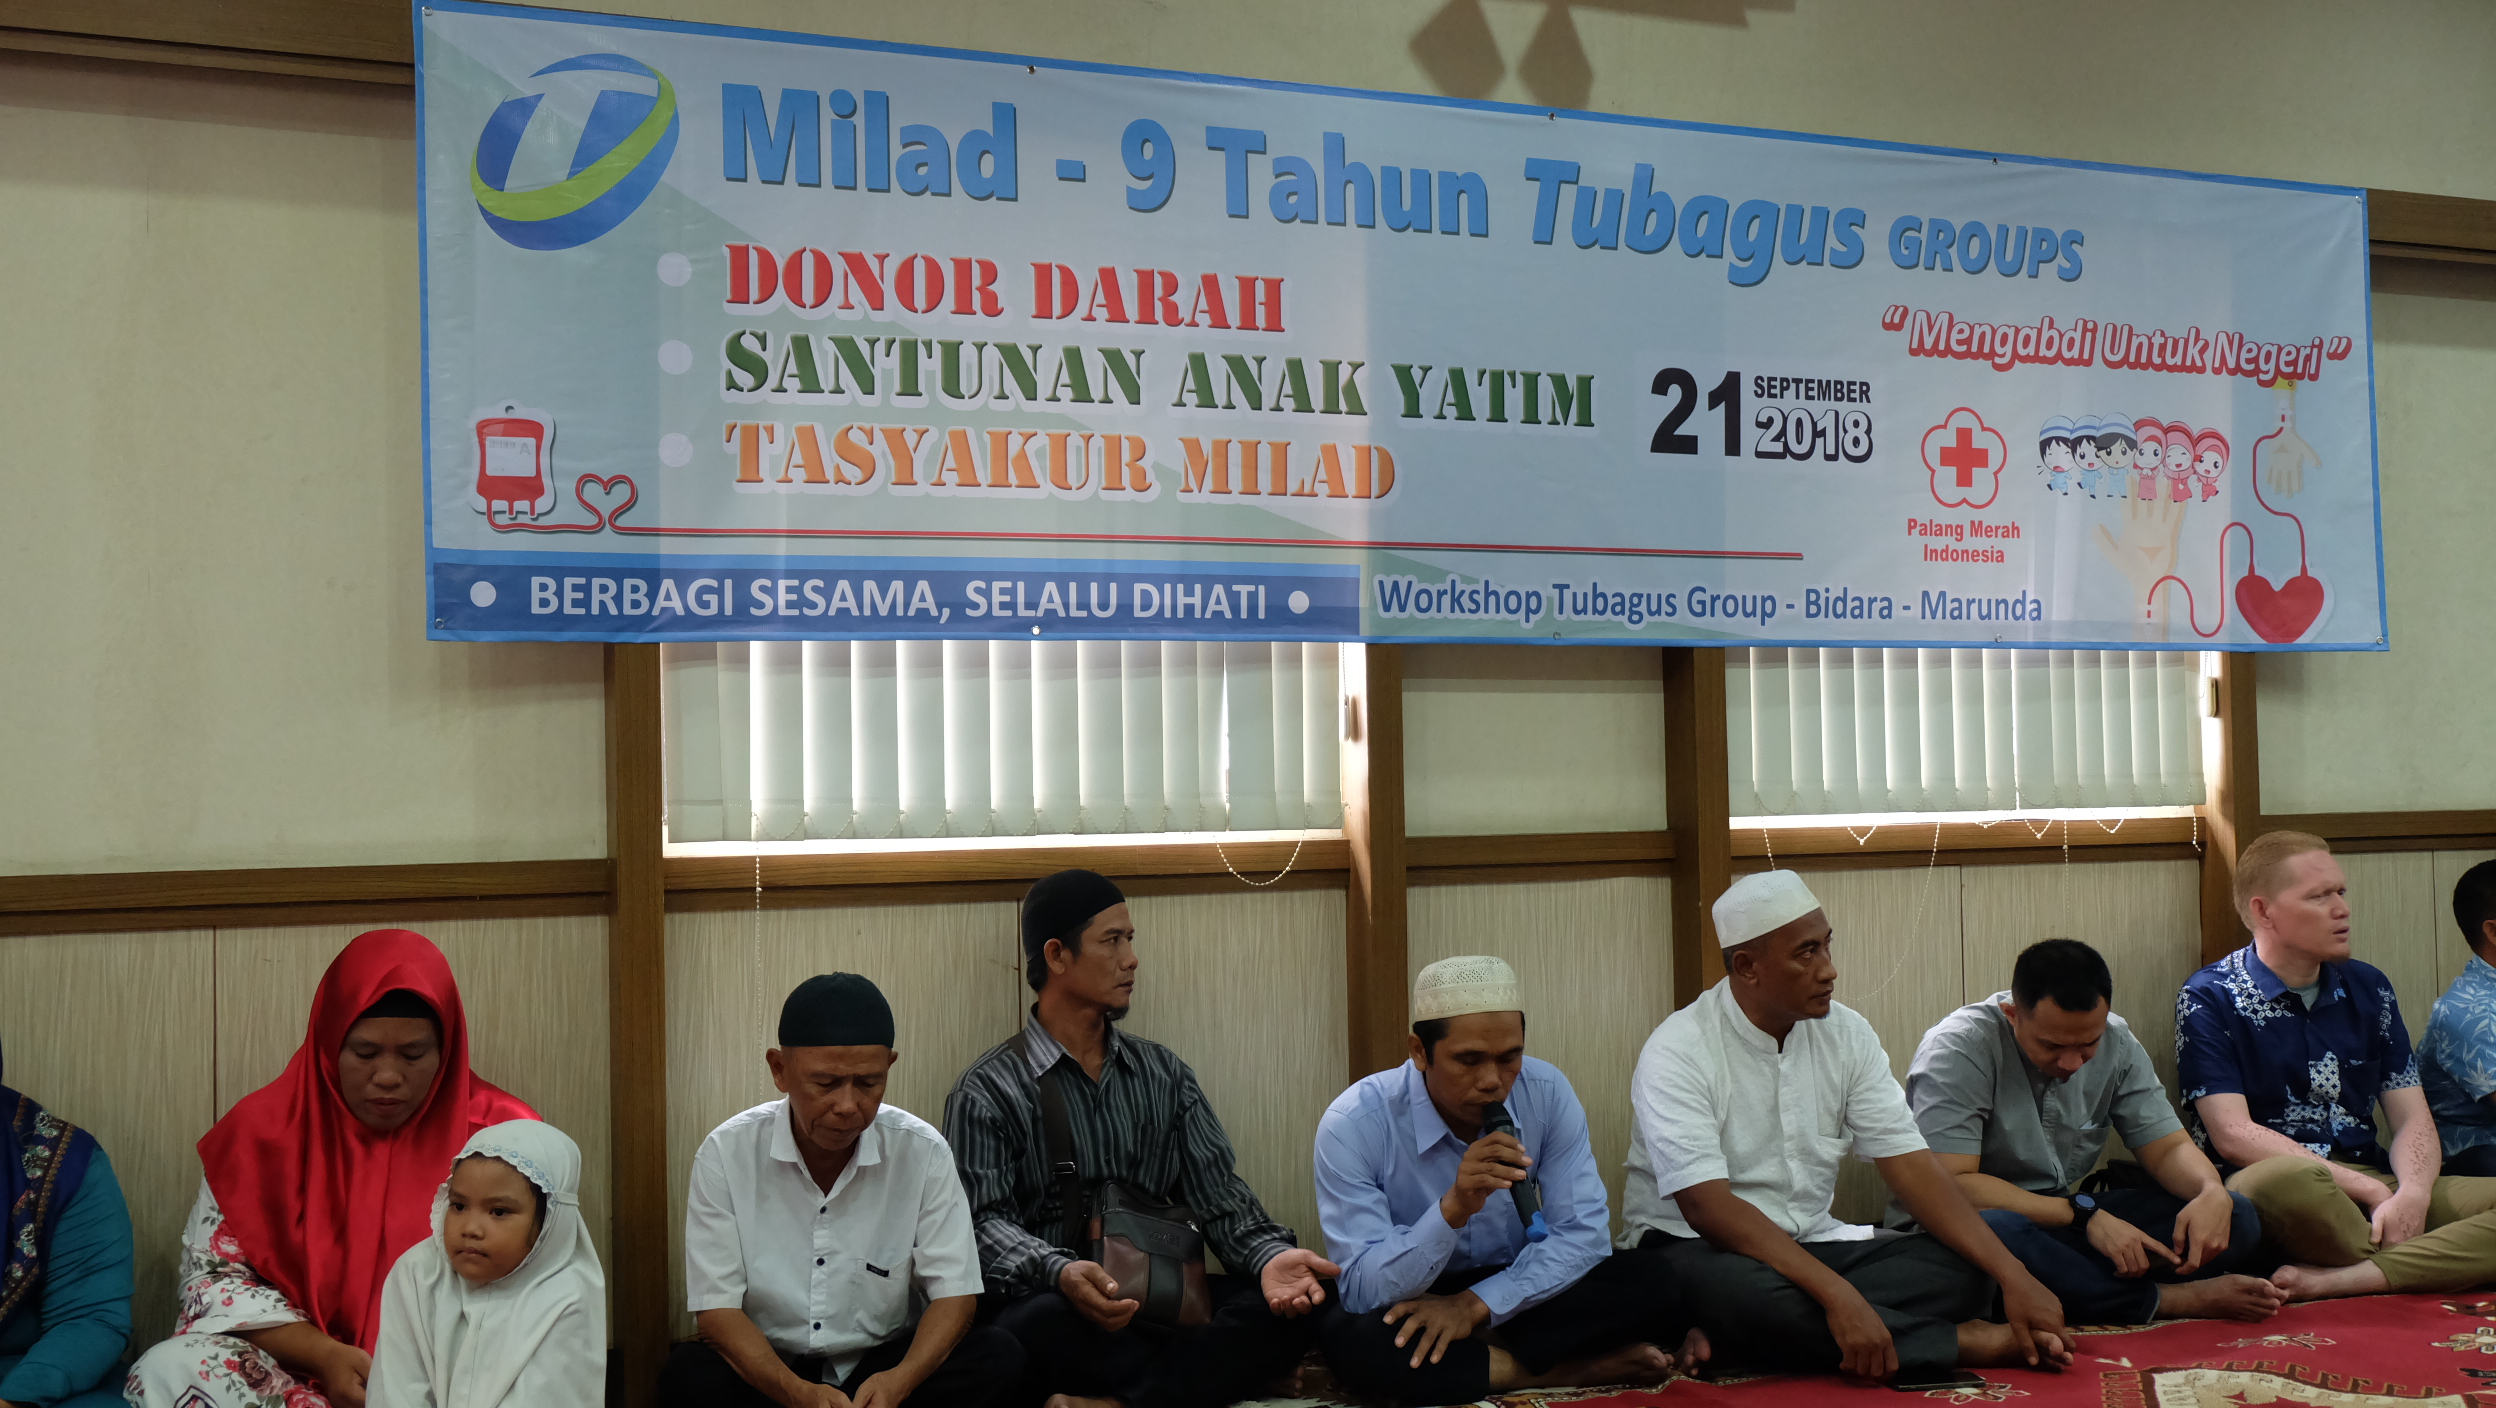 Milad - 9 Tahun Tubagus GROUPS
DONOR DARAH
SANTUNAN ANAK YATIM
TASYAKUR MILAD
21 SEPTEMBER
2018
“Mengabdi Untuk Negeri”
Palang Merah
Indonesia
BERBAGI SESAMA, SELALU DIHATI
Workshop Tubagus Group - Bidara - Marunda
A